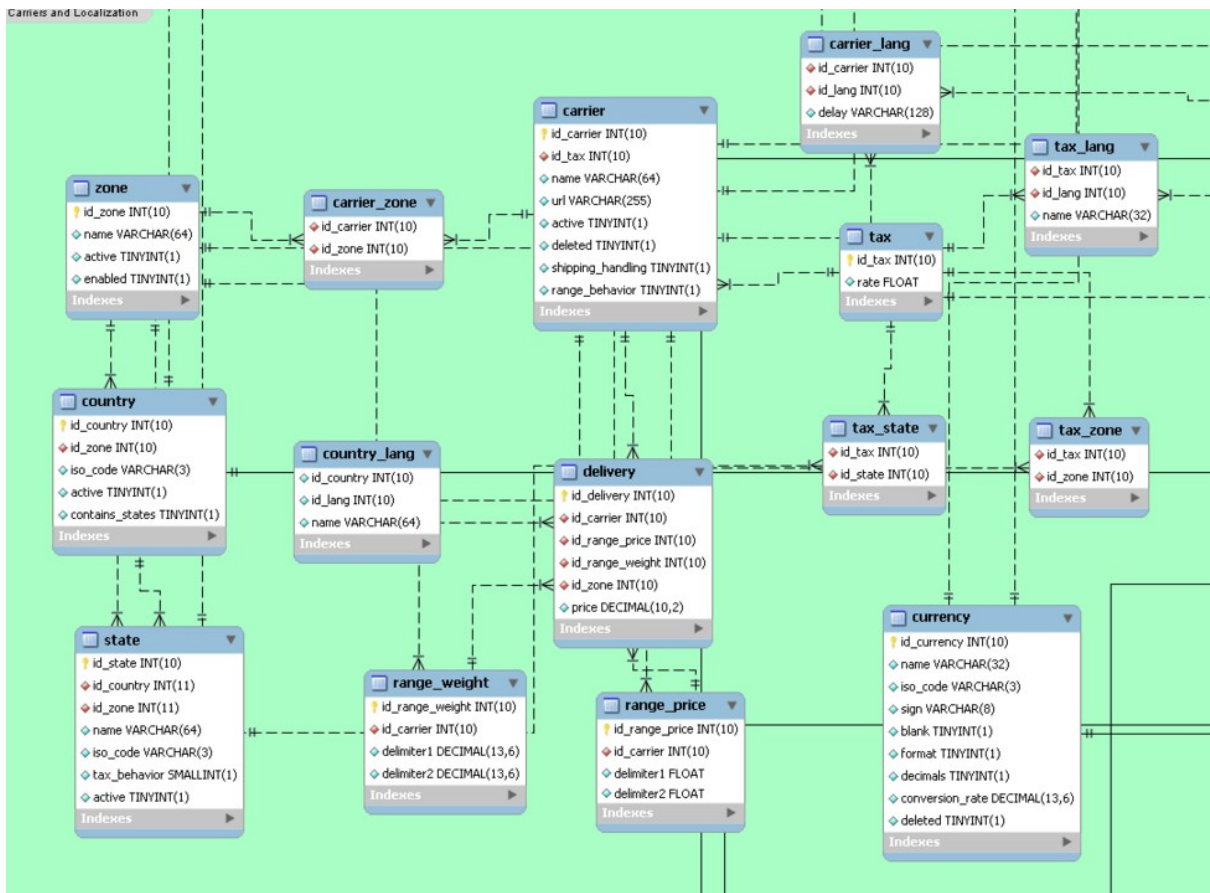 Carriers and Localization
carrier_lang
id_carrier INT(10)
id_lang INT(10)
delay VARCHAR(128)
Indexes
carrier
id_carrier INT(10)
id_tax INT(10)
name VARCHAR(64)
url VARCHAR(255)
active TINYINT(1)
deleted TINYINT(1)
shipping_handling TINYINT(1)
range_behavior TINYINT(1)
Indexes
tax_lang
id_tax INT(10)
id_lang INT(10)
name VARCHAR(32)
Indexes
zone
id_zone INT(10)
name VARCHAR(64)
active TINYINT(1)
enabled TINYINT(1)
Indexes
carrier_zone
id_carrier INT(10)
id_zone INT(10)
Indexes
tax
id_tax INT(10)
rate FLOAT
Indexes
country
id_country INT(10)
id_zone INT(10)
iso_code VARCHAR(3)
active TINYINT(1)
contains_states TINYINT(1)
Indexes
country_lang
id_country INT(10)
id_lang INT(10)
name VARCHAR(64)
Indexes
delivery
id_delivery INT(10)
id_carrier INT(10)
id_range_price INT(10)
id_range_weight INT(10)
id_zone INT(10)
price DECIMAL(10,2)
Indexes
tax_state
id_tax INT(10)
id_state INT(10)
Indexes
tax_zone
id_tax INT(10)
id_zone INT(10)
Indexes
state
id_state INT(10)
id_country INT(11)
id_zone INT(11)
name VARCHAR(64)
iso_code VARCHAR(3)
tax_behavior SMALLINT(1)
active TINYINT(1)
Indexes
range_weight
id_range_weight INT(10)
id_carrier INT(10)
delimiter1 DECIMAL(13,6)
delimiter2 DECIMAL(13,6)
Indexes
range_price
id_range_price INT(10)
id_carrier INT(10)
delimiter1 FLOAT
delimiter2 FLOAT
Indexes
currency
id_currency INT(10)
name VARCHAR(32)
iso_code VARCHAR(3)
sign VARCHAR(8)
blank TINYINT(1)
format TINYINT(1)
decimals TINYINT(1)
conversion_rate DECIMAL(13,6)
deleted TINYINT(1)
Indexes